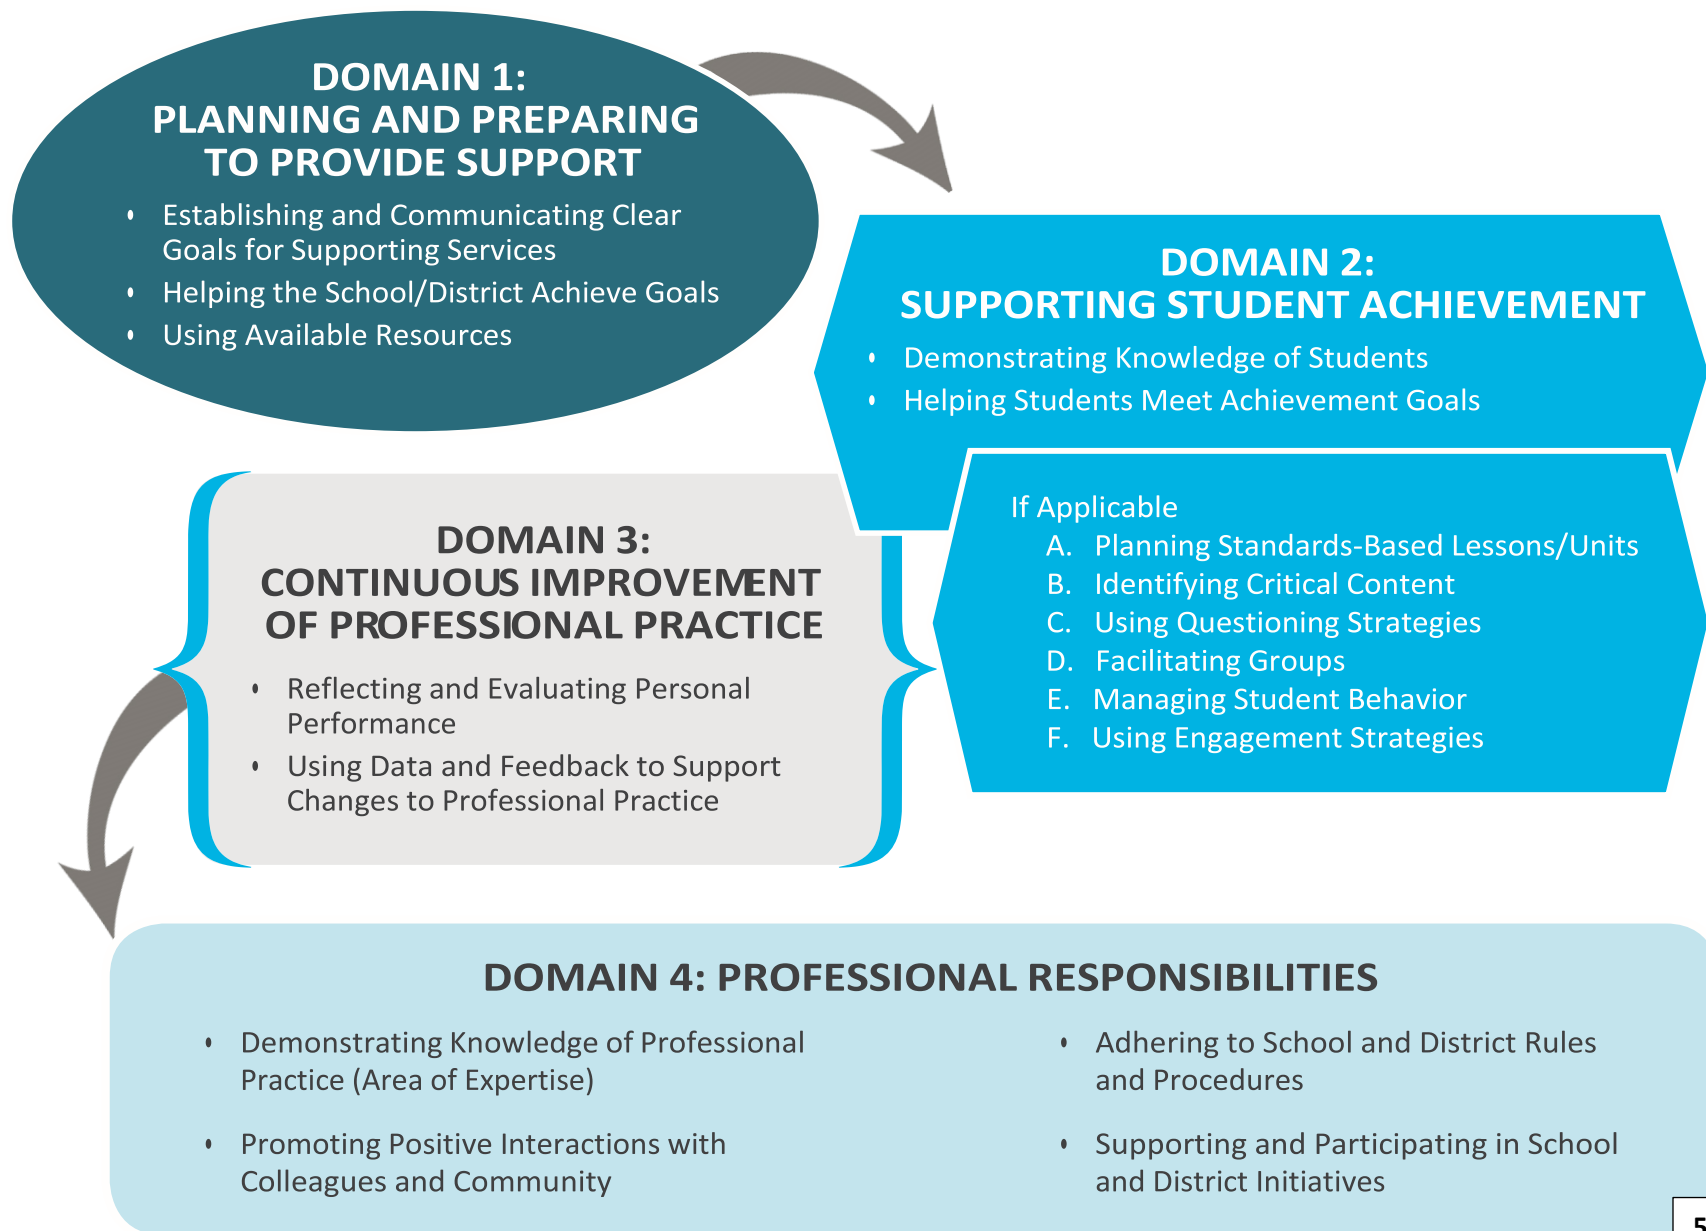 DOMAIN 1:
PLANNING AND PREPARING
TO PROVIDE SUPPORT
• Establishing and Communicating Clear
Goals for Supporting Services
• Helping the School/District Achieve Goals
• Using Available Resources
DOMAIN 2:
SUPPORTING STUDENT ACHIEVEMENT
• Demonstrating Knowledge of Students
• Helping Students Meet Achievement Goals
If Applicable
A. Planning Standards-Based Lessons/Units
B. Identifying Critical Content
C. Using Questioning Strategies
D. Facilitating Groups
E. Managing Student Behavior
F. Using Engagement Strategies
DOMAIN 3:
CONTINUOUS IMPROVEMENT
OF PROFESSIONAL PRACTICE
• Reflecting and Evaluating Personal
Performance
• Using Data and Feedback to Support
Changes to Professional Practice
DOMAIN 4: PROFESSIONAL RESPONSIBILITIES
• Demonstrating Knowledge of Professional
Practice (Area of Expertise)
• Promoting Positive Interactions with
Colleagues and Community
• Adhering to School and District Rules
and Procedures
• Supporting and Participating in School
and District Initiatives
5